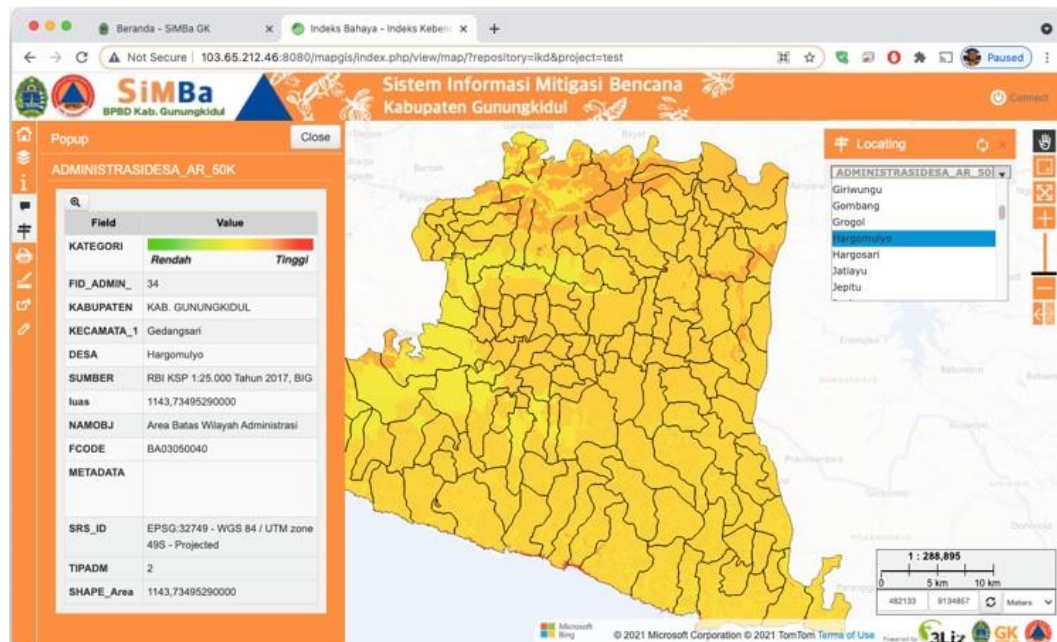 Beranda - SiMBa GK
Indeks Bahaya - Indeks Keben
Not Secure | 103.65.212.46:8080/mapgis/index.php/view/map/?repository=ikd&project=test
Paused
SiMBa
BPBD Kab. Gunungkidul
Sistem Informasi Mitigasi Bencana
Kabupaten Gunungkidul
Connect
Popup
Close
ADMINISTRASIDESA_AR_50K
Field Value
KATEGORI
Rendah Tinggi
FID_ADMIN_ 34
KABUPATEN KAB. GUNUNGKIDUL
KECAMATA_1 Gedangsari
DESA Hargomulyo
SUMBER RBI KSP 1:25.000 Tahun 2017, BIG
luas 1143,73495290000
NAMOBJ Area Batas Wilayah Administrasi
FCODE BA03050040
METADATA
SRS_ID EPSG:32749 - WGS 84 / UTM zone
49S - Projected
TIPADM 2
SHAPE_Area 1143,73495290000
Locating
ADMINISTRASIDESA_AR_50
Giriwungu
Gombang
Grogol
Hargomulyo
Hargosari
Jatiayu
Jepitu
1 : 288,895
0 5 km 10 km
482133 9134857 Meters
Microsoft
Bing
© 2021 Microsoft Corporation © 2021 TomTom Terms of Use
Powered by 3Liz
GK